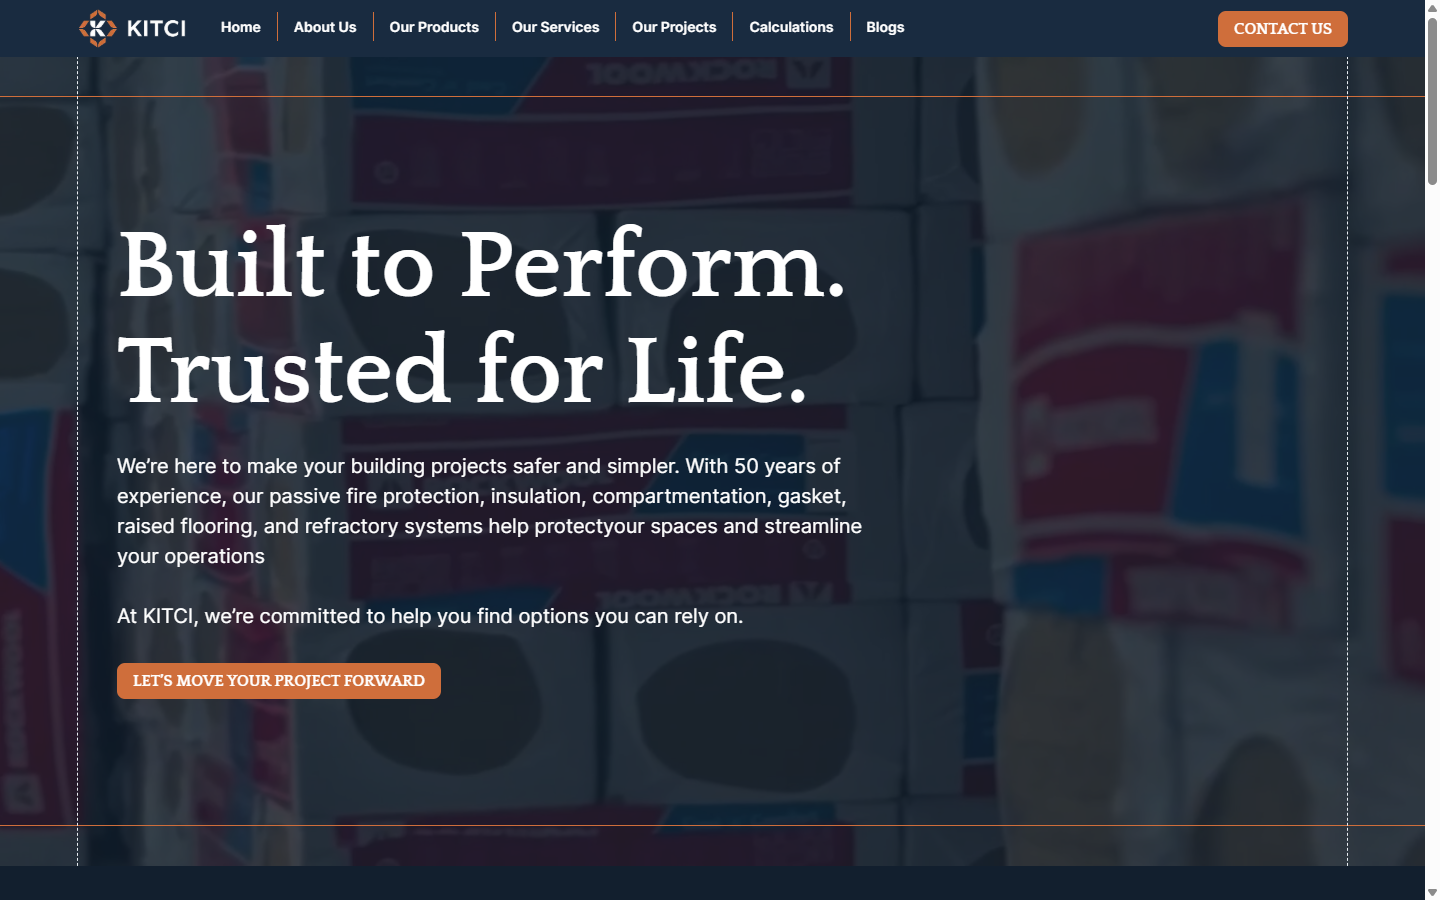 KITCI
Home
About Us
Our Products
Our Services
Our Projects
Calculations
Blogs
CONTACT US
ROCKWOOL
Built to Perform.
Trusted for Life.
We're here to make your building projects safer and simpler. With 50 years of
experience, our passive fire protection, insulation, compartmentation, gasket,
raised flooring, and refractory systems help protectyour spaces and streamline
your operations
At KITCI, we're committed to help you find options you can rely on.
ROCKWOOL
LET'S MOVE YOUR PROJECT FORWARD
ROCKWOOL